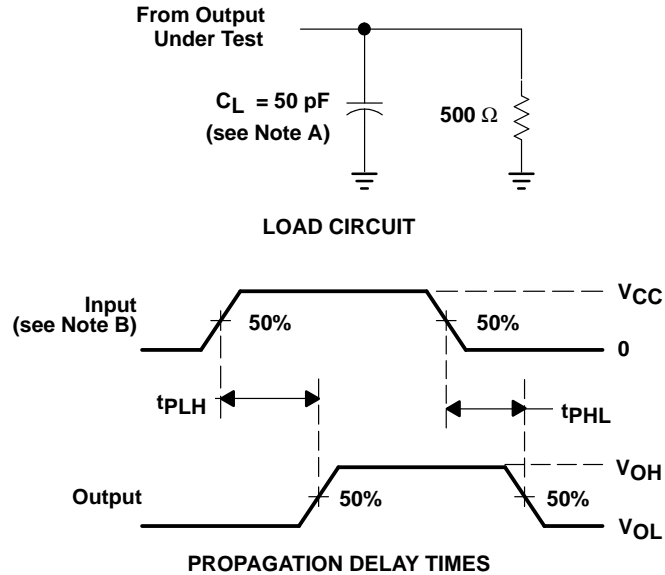 From Output
Under Test
CL = 50 pF
(see Note A)
500 Ω
LOAD CIRCUIT
Input
(see Note B)
50%
50%
VCC
0
tPLH
tPHL
Output
50%
50%
VOH
VOL
PROPAGATION DELAY TIMES